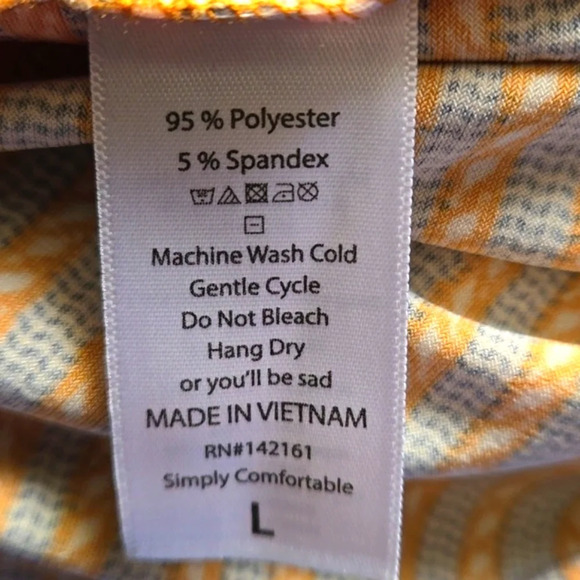 95 % Polyester
5 % Spandex
Machine Wash Cold
Gentle Cycle
Do Not Bleach
Hang Dry
or you'll be sad
MADE IN VIETNAM
RN#142161
Simply Comfortable
L